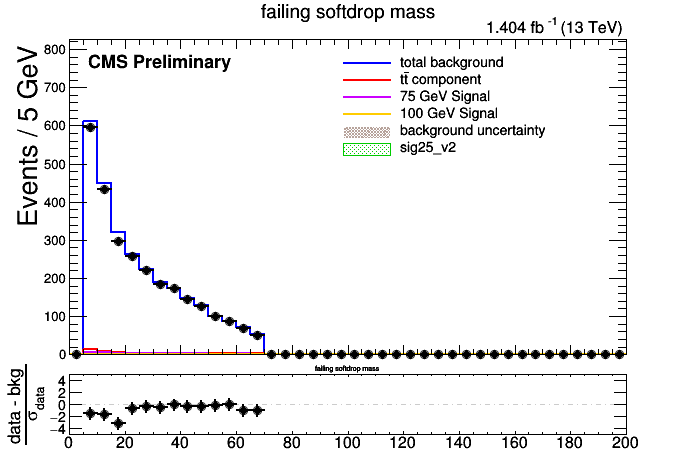 failing softdrop mass
1.404 fb⁻¹ (13 TeV)
CMS Preliminary
total background
tt̄ component
75 GeV Signal
100 GeV Signal
background uncertainty
sig25_v2
Events / 5 GeV
800
700
600
500
400
300
200
100
0
failing softdrop mass
data - bkg
σ data
4
2
0
−2
−4
0 20 40 60 80 100 120 140 160 180 200